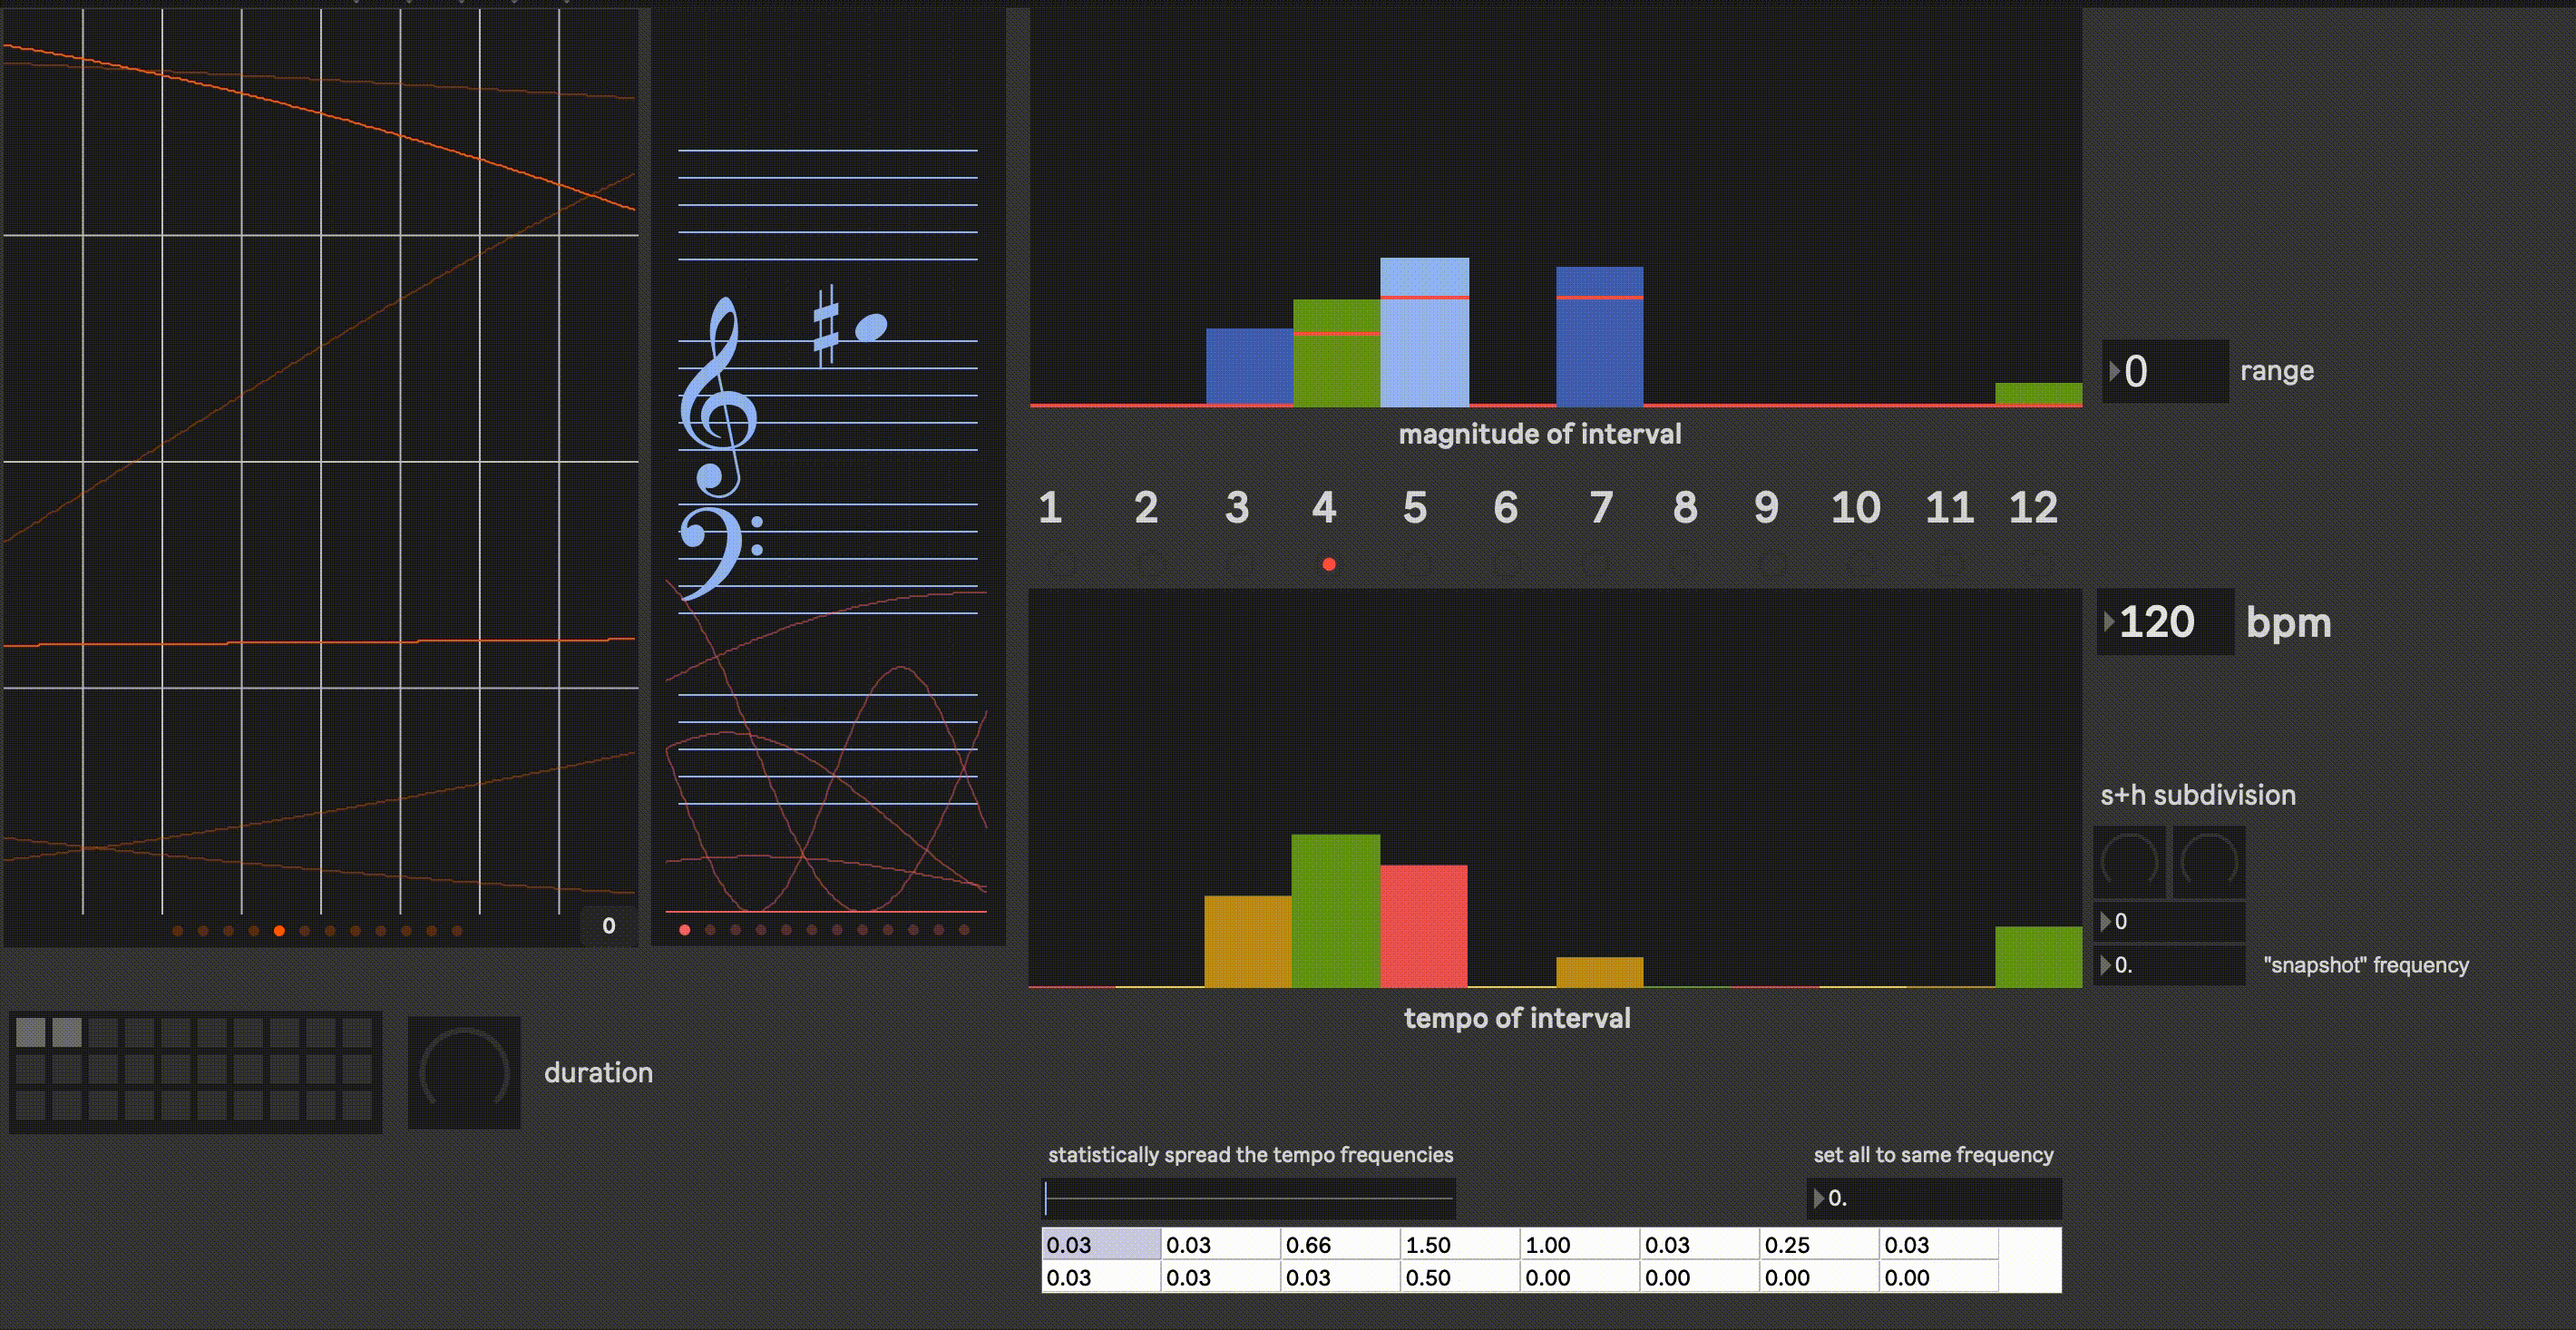 magnitude of interval
0 range
1 2 3 4 5 6 7 8 9 10 11 12
120 bpm
s+h subdivision
0
0
0. "snapshot" frequency
tempo of interval
duration
statistically spread the tempo frequencies
set all to same frequency
0.
0.03 0.03 0.66 1.50 1.00 0.03 0.25 0.03
0.03 0.03 0.03 0.50 0.00 0.00 0.00 0.00